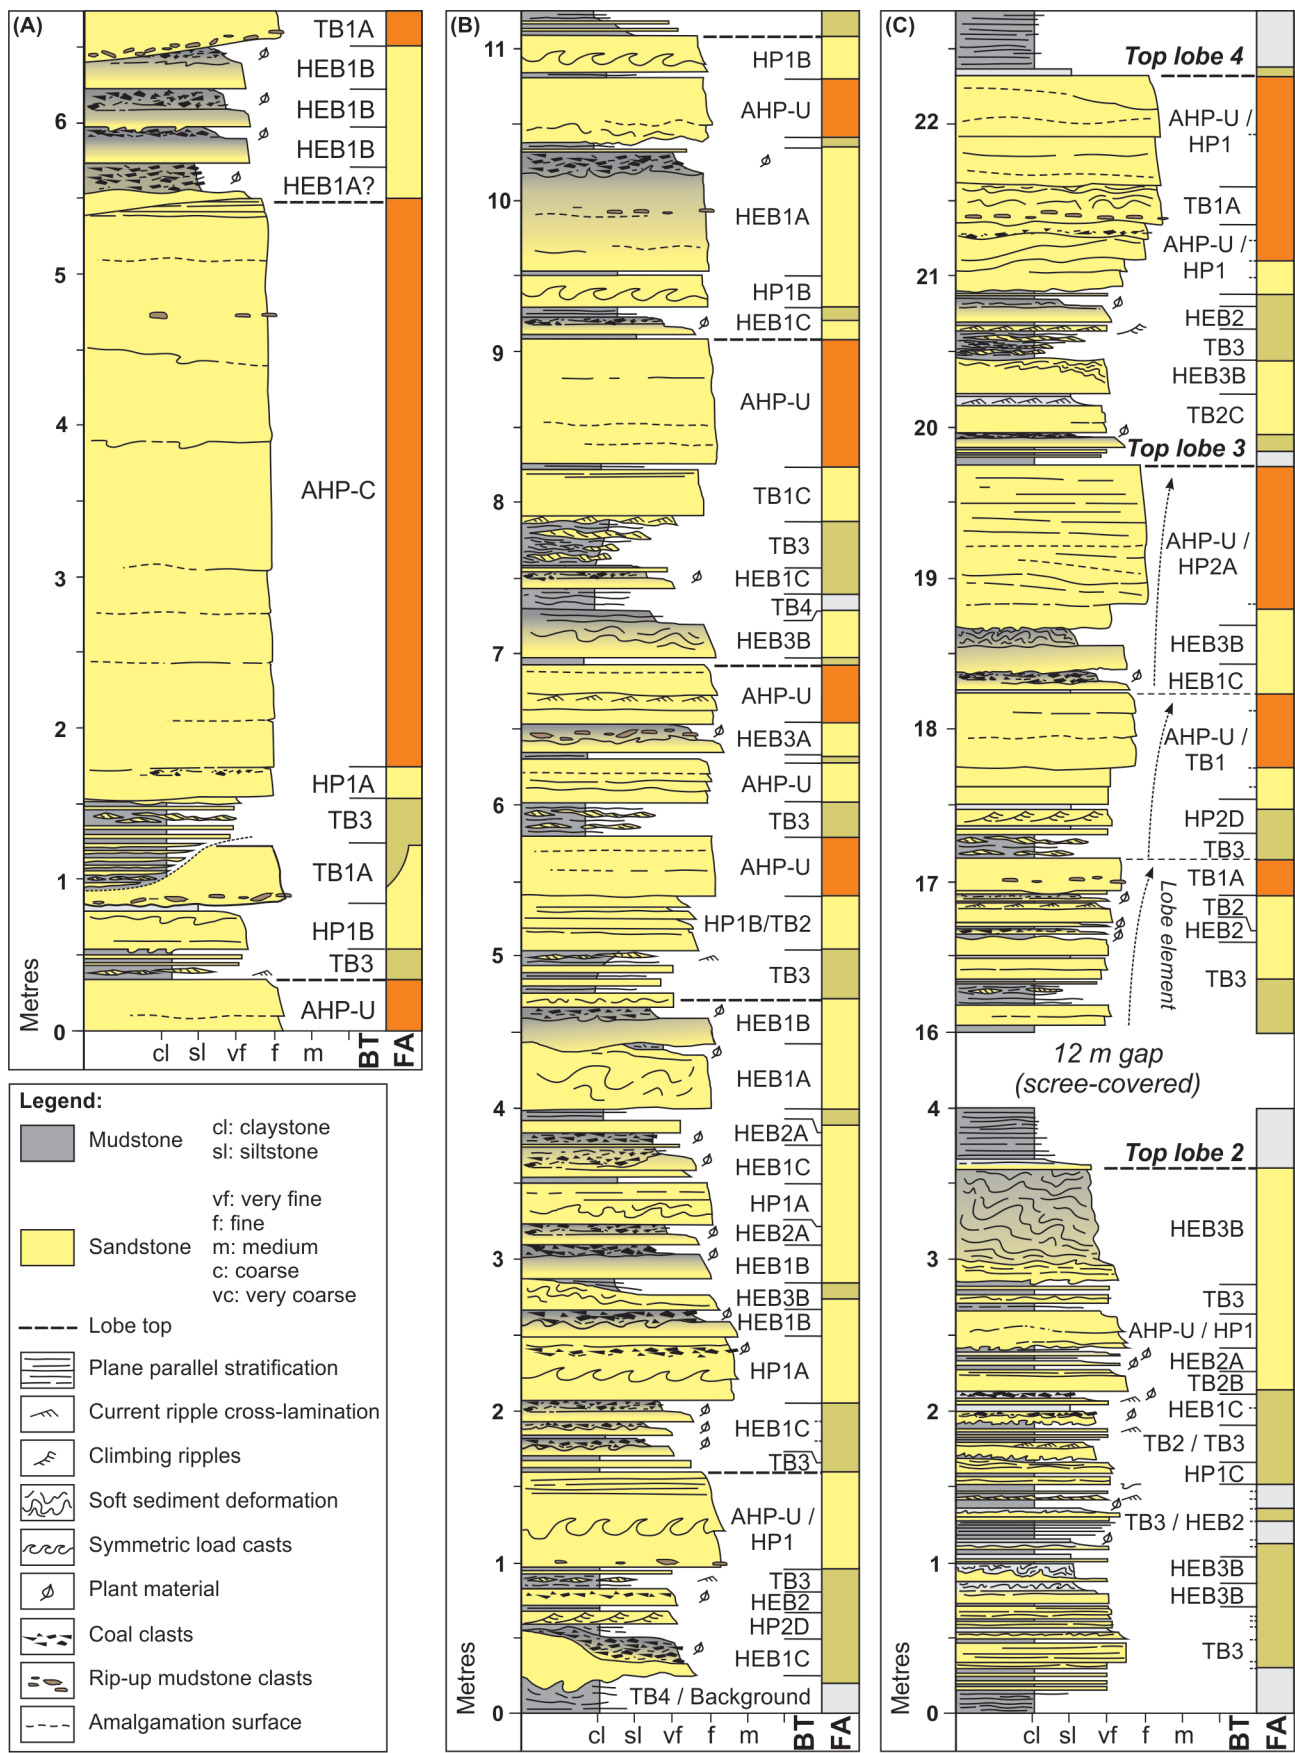 (A)
TB1A
HEB1B
HEB1B
6
HEB1B
HEB1A?
5
4
AHP-C
3
2
HP1A
TB3
TB1A
1
HP1B
TB3
AHP-U
0
Metres
cl sl vf f m BT FA
Legend:
Mudstone
cl: claystone
sl: siltstone
Sandstone
vf: very fine
f: fine
m: medium
c: coarse
vc: very coarse
Lobe top
Plane parallel stratification
Current ripple cross-lamination
Climbing ripples
Soft sediment deformation
Symmetric load casts
Plant material
Coal clasts
Rip-up mudstone clasts
Amalgamation surface
(B)
11
HP1B
AHP-U
10
HEB1A
HP1B
HEB1C
9
AHP-U
8
TB1C
TB3
HEB1C
TB4
7
HEB3B
AHP-U
HEB3A
AHP-U
6
TB3
AHP-U
HP1B/TB2
5
TB3
HEB1B
HEB1A
4
HEB2A
HEB1C
HP1A
HEB2A
3
HEB1B
HEB3B
HEB1B
HP1A
2
HEB1C
TB3
AHP-U /
HP1
1
TB3
HEB2
HP2D
HEB1C
TB4 / Background
0
Metres
cl sl vf f m BT FA
(C)
Top lobe 4
22
AHP-U /
HP1
TB1A
AHP-U /
HP1
21
HEB2
TB3
HEB3B
TB2C
20
Top lobe 3
AHP-U /
HP2A
19
HEB3B
HEB1C
18
AHP-U /
TB1
HP2D
TB3
17
TB1A
TB2
HEB2
TB3
Lobe element
16
12 m gap
(scree-covered)
4
Top lobe 2
HEB3B
3
TB3
AHP-U / HP1
HEB2A
TB2B
2
HEB1C
TB2 / TB3
HP1C
TB3 / HEB2
1
HEB3B
HEB3B
TB3
0
Metres
cl sl vf f m BT FA